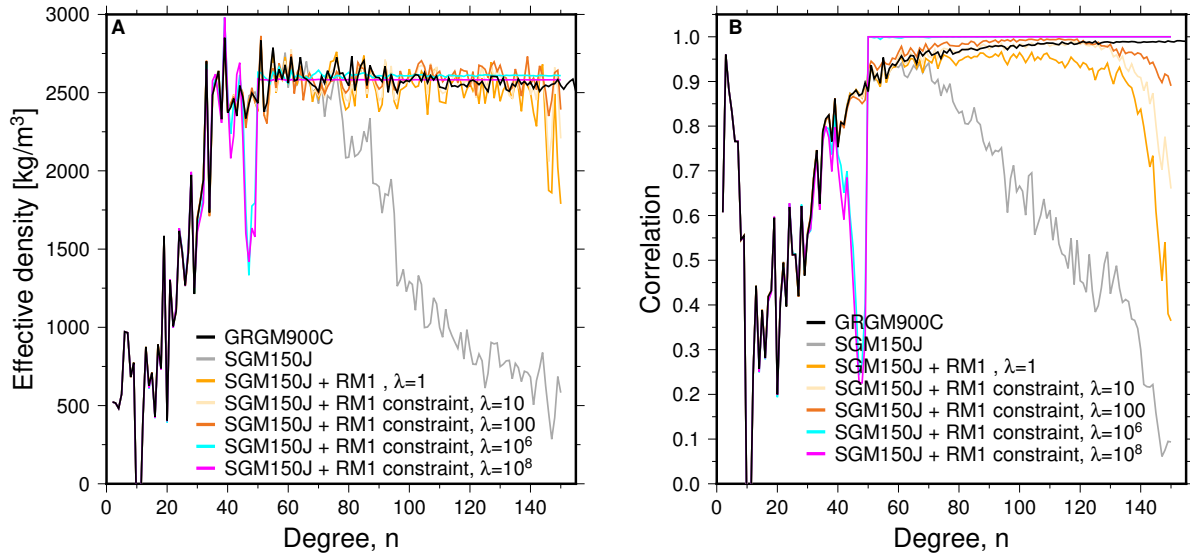 A
Effective density [kg/m³]
3000
2500
2000
1500
1000
500
0
GRGM900C
SGM150J
SGM150J + RM1 , λ=1
SGM150J + RM1 constraint, λ=10
SGM150J + RM1 constraint, λ=100
SGM150J + RM1 constraint, λ=10⁶
SGM150J + RM1 constraint, λ=10⁸
0 20 40 60 80 100 120 140
Degree, n
B
Correlation
1.0
0.9
0.8
0.7
0.6
0.5
0.4
0.3
0.2
0.1
0.0
GRGM900C
SGM150J
SGM150J + RM1 , λ=1
SGM150J + RM1 constraint, λ=10
SGM150J + RM1 constraint, λ=100
SGM150J + RM1 constraint, λ=10⁶
SGM150J + RM1 constraint, λ=10⁸
0 20 40 60 80 100 120 140
Degree, n